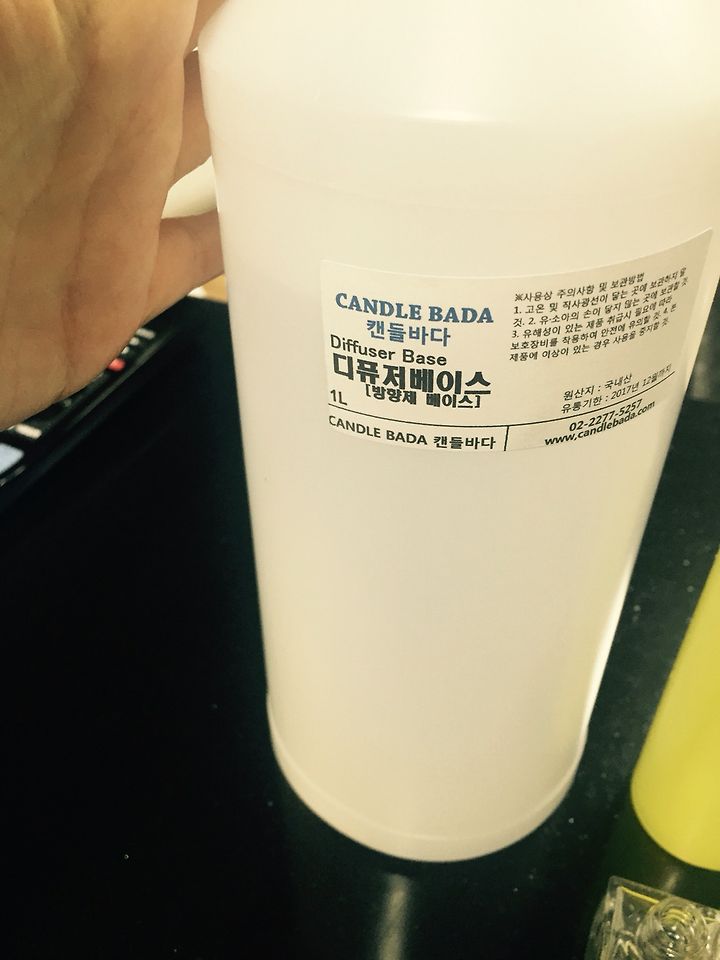 CANDLE BADA
캔들바다
Diffuser Base
디퓨저베이스
[방향제 베이스]
1L
CANDLE BADA 캔들바다
※사용상 주의사항 및 보관방법
1. 고온 및 직사광선이 닿는 곳에 보관하지 말
것. 2. 유·소아의 손이 닿지 않는 곳에 보관할 것.
3. 유해성이 있는 제품 취급시 필요에 따라
보호장비를 착용하여 안전에 유의할 것. 4. 본
제품에 이상이 있는 경우 사용을 중지할 것.
원산지 : 국내산
유통기한 : 2017년 12월까지
02-2277-5257
www.candlebada.com